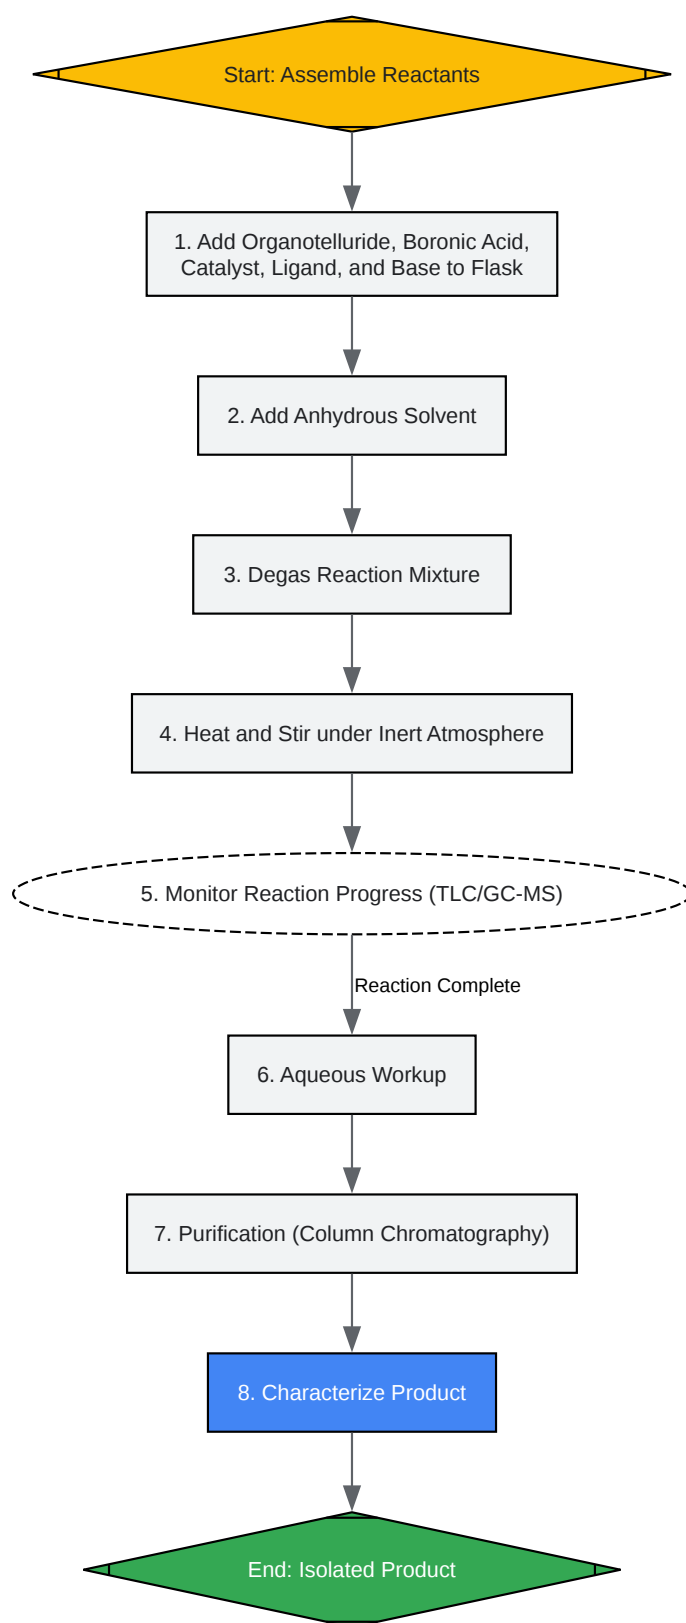 Start: Assemble Reactants
1. Add Organotelluride, Boronic Acid,
Catalyst, Ligand, and Base to Flask
2. Add Anhydrous Solvent
3. Degas Reaction Mixture
4. Heat and Stir under Inert Atmosphere
5. Monitor Reaction Progress (TLC/GC-MS)
Reaction Complete
6. Aqueous Workup
7. Purification (Column Chromatography)
8. Characterize Product
End: Isolated Product